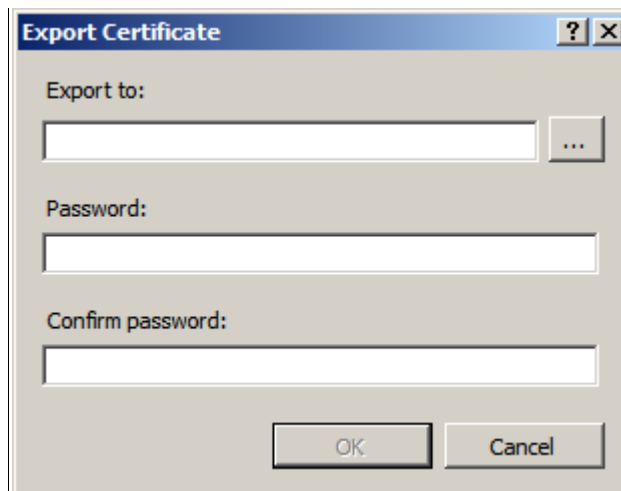 Export Certificate
Export to:
...
Password:
Confirm password:
OK
Cancel